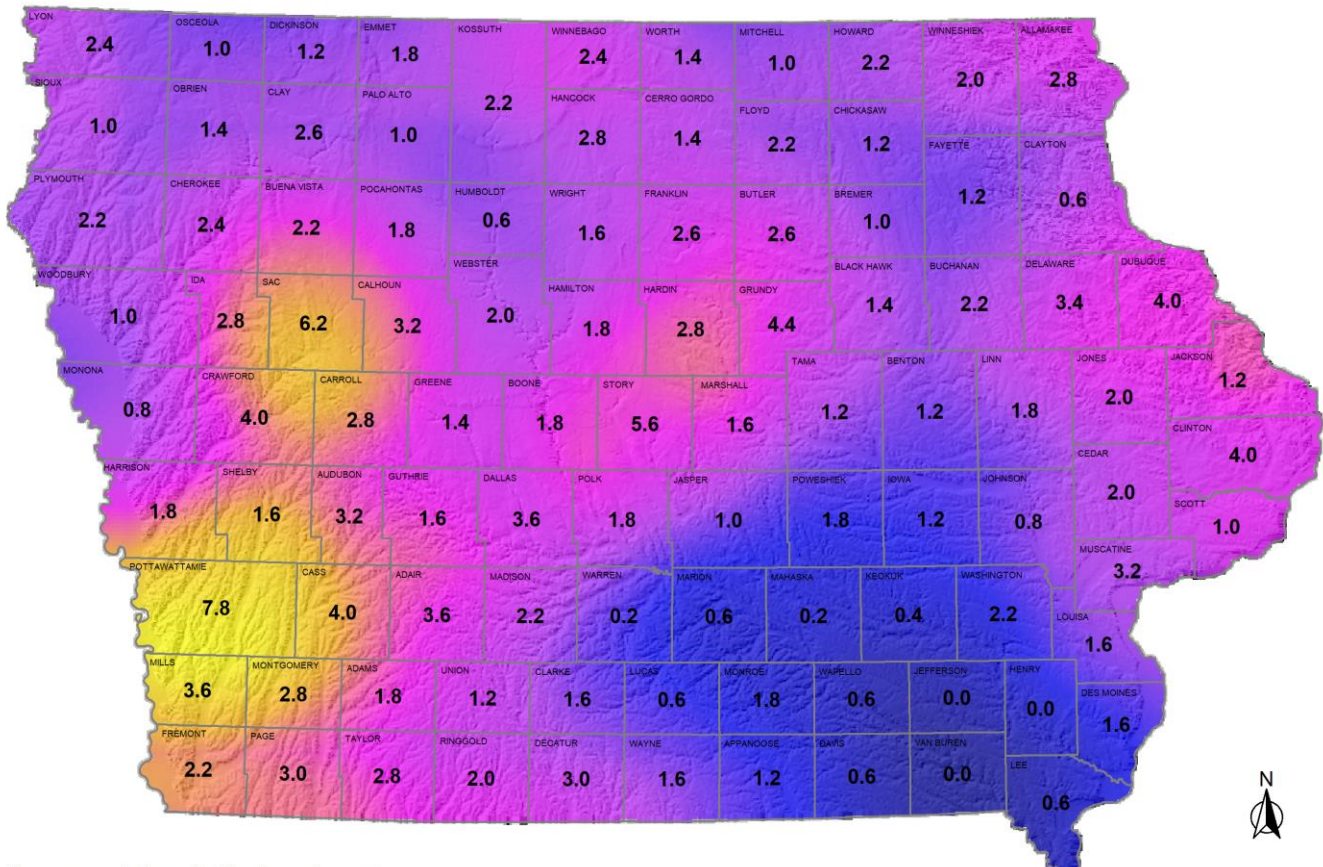 LYON OSCEOLA DICKINSON EMMET KOSSUTH WINNEBAGO WORTH MITCHELL HOWARD WINNESHIEK ALLAMAKEE
2.4 1.0 1.2 1.8 2.2 2.4 1.4 1.0 2.2 2.0 2.8
SIOUX OBRIEN CLAY PALO ALTO HANCOCK CERRO GORDO FLOYD CHICKASAW FAYETTE CLAYTON
1.0 1.4 2.6 1.0 2.8 1.4 2.2 1.2 1.2 0.6
PLYMOUTH CHEROKEE BUENA VISTA POCAHONTAS HUMBOLDT WRIGHT FRANKLIN BUTLER BREMER
2.2 2.4 2.2 1.8 0.6 1.6 2.6 2.6 1.0
WOODBURY IDA SAC CALHOUN WEBSTER HAMILTON HARDIN GRUNDY BLACK HAWK BUCHANAN DELAWARE DUBUQUE
1.0 2.8 6.2 3.2 2.0 1.8 2.8 4.4 1.4 2.2 3.4 4.0
MONONA CRAWFORD CARROLL GREENE BOONE STORY MARSHALL TAMA BENTON LINN JONES JACKSON
0.8 4.0 2.8 1.4 1.8 5.6 1.6 1.2 1.2 1.8 2.0 1.2
CLINTON
4.0
HARRISON SHELBY AUDUBON GUTHRIE DALLAS POLK JASPER POWESHIEK IOWA JOHNSON CEDAR SCOTT
1.8 1.6 3.2 1.6 3.6 1.8 1.0 1.8 1.2 0.8 2.0 1.0
MUSCATINE
3.2
POTTAWATTAMIE CASS ADAIR MADISON WARREN MARION MAHASKA KEOKUK WASHINGTON LOUISA
7.8 4.0 3.6 2.2 0.2 0.6 0.2 0.4 2.2 1.6
MILLS MONTGOMERY ADAMS UNION CLARKE LUCAS MONROE WAPELLO JEFFERSON HENRY DES MOINES
3.6 2.8 1.8 1.2 1.6 0.6 1.8 0.6 0.0 0.0 1.6
FREMONT PAGE TAYLOR RINGGOLD DECATUR WAYNE APPANOOSE DAVIS VAN BUREN LEE
2.2 3.0 2.8 2.0 3.0 1.6 1.2 0.6 0.0 0.6
N